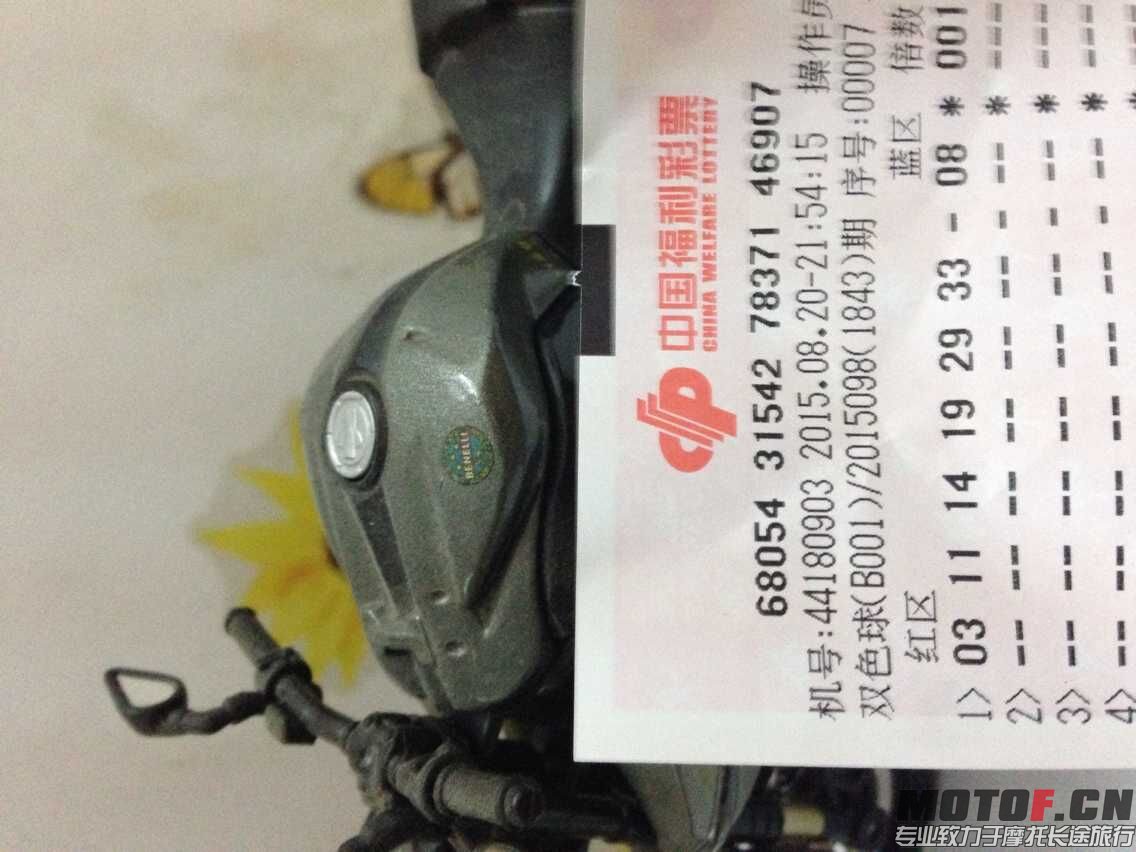 中国福利彩票
CHINA WELFARE LOTTERY
68054 31542 78371 46907
机号:44180903 2015.08.20-21:54:15 操作员
双色球(B001)/2015098(1843)期 序号:00007
红区 蓝区 倍数
1> 03 11 14 19 29 33 - 08 * 001
2> -- -- -- -- -- -- - -- * ---
3> -- -- -- -- -- -- - -- * ---
4> -- -- -- -- -- -- - -- * ---
BENELLI
MOTOF.CN
专业致力于摩托长途旅行